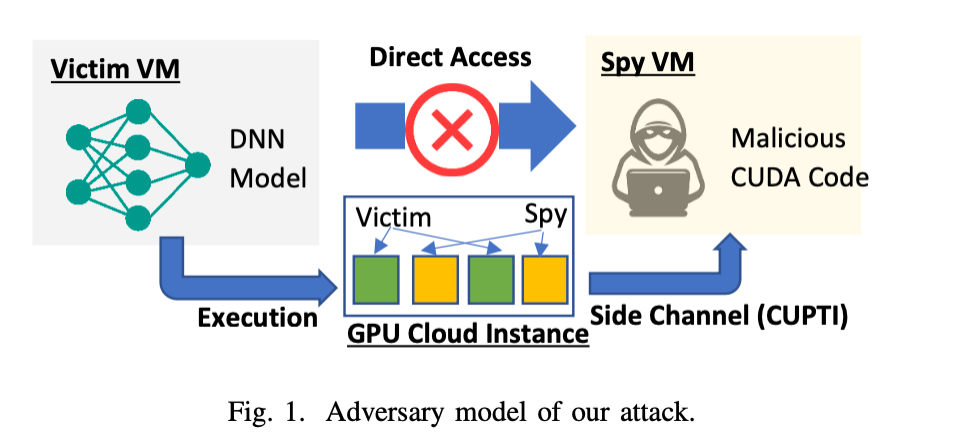 Direct Access
Victim VM
Spy VM
DNN
Model
Malicious
CUDA Code
Victim
Spy
Execution
GPU Cloud Instance
Side Channel (CUPTI)
Fig. 1. Adversary model of our attack.